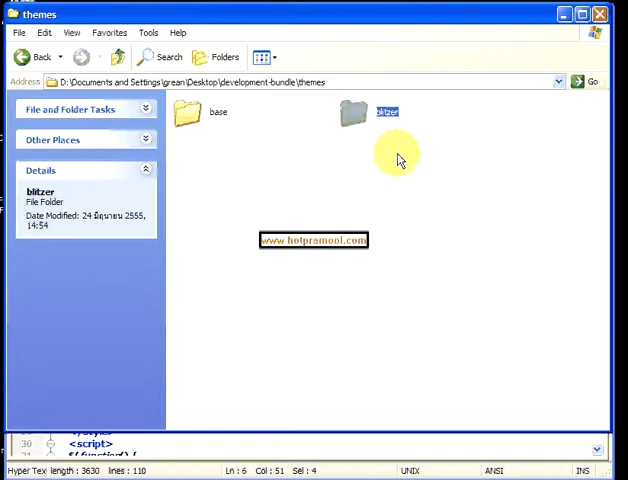 themes
File Edit View Favorites Tools Help
Back Search Folders
Address D:\Documents and Settings\grean\Desktop\development-bundle\themes Go
File and Folder Tasks
Other Places
Details
blitzer
File Folder
Date Modified: 24 มิถุนายน 2555,
14:54
base
blitzer
www hotpramool.com
30 <script>
31 $(function() {
Hyper Tex length : 3630 lines : 110 Ln : 6 Col : 51 Sel : 4 UNIX ANSI INS